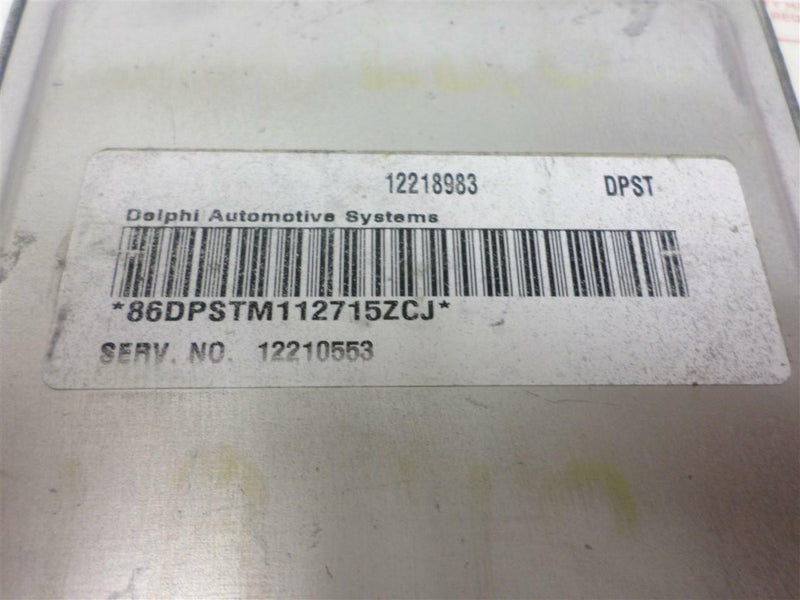 12218983 DPST
Delphi Automotive Systems
*86DPSTM112715ZCJ*
SERV. NO. 12210553